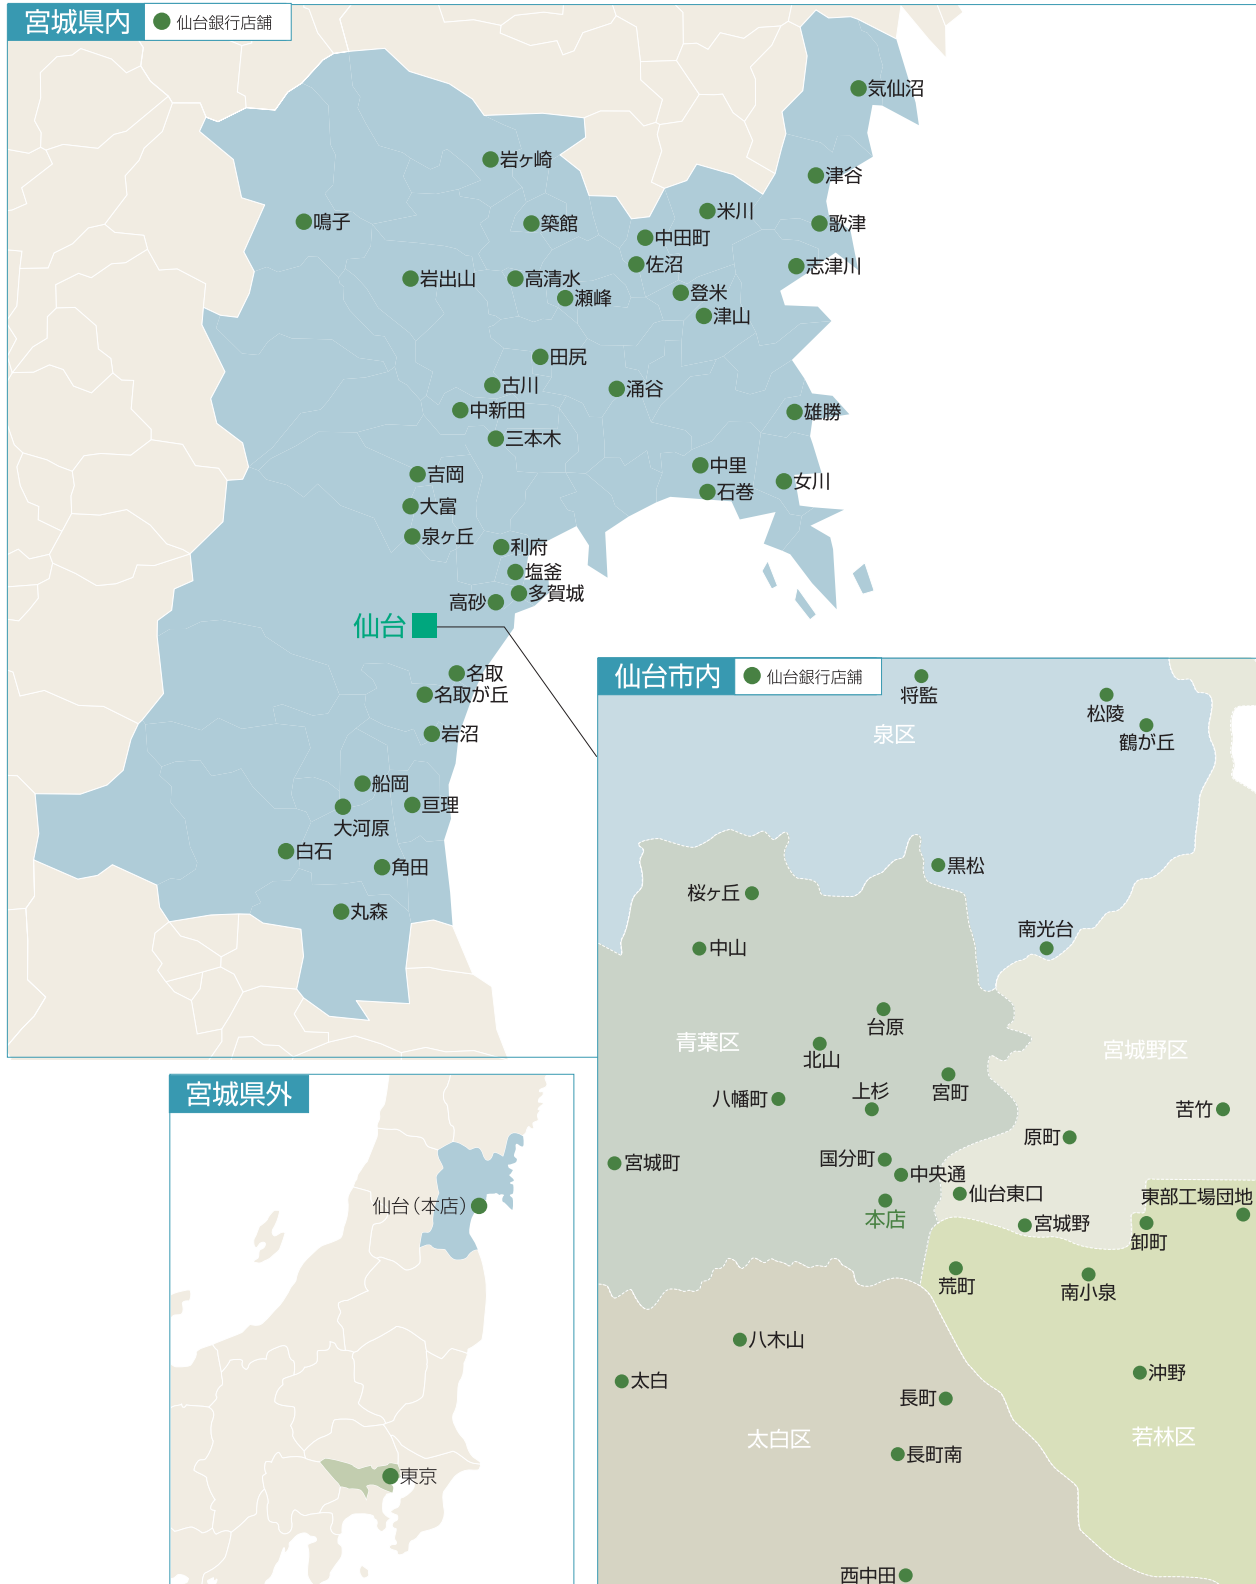 宮城県内
仙台銀行店舗
気仙沼
岩ヶ崎
津谷
米川
鳴子
築館
歌津
中田町
佐沼
志津川
岩出山
高清水
登米
瀬峰
津山
田尻
古川
涌谷
中新田
雄勝
三本木
中里
吉岡
女川
石巻
大富
泉ヶ丘
利府
塩釜
多賀城
高砂
仙台
名取
名取が丘
岩沼
船岡
亘理
大河原
白石
角田
丸森
仙台市内
仙台銀行店舗
将監
松陵
泉区
鶴が丘
黒松
桜ヶ丘
南光台
中山
台原
青葉区
宮城野区
北山
八幡町
上杉
宮町
苦竹
原町
国分町
宮城町
中央通
仙台東口
東部工場団地
本店
宮城野
卸町
荒町
南小泉
八木山
沖野
太白
長町
太白区
若林区
長町南
西中田
宮城県外
仙台（本店）
東京